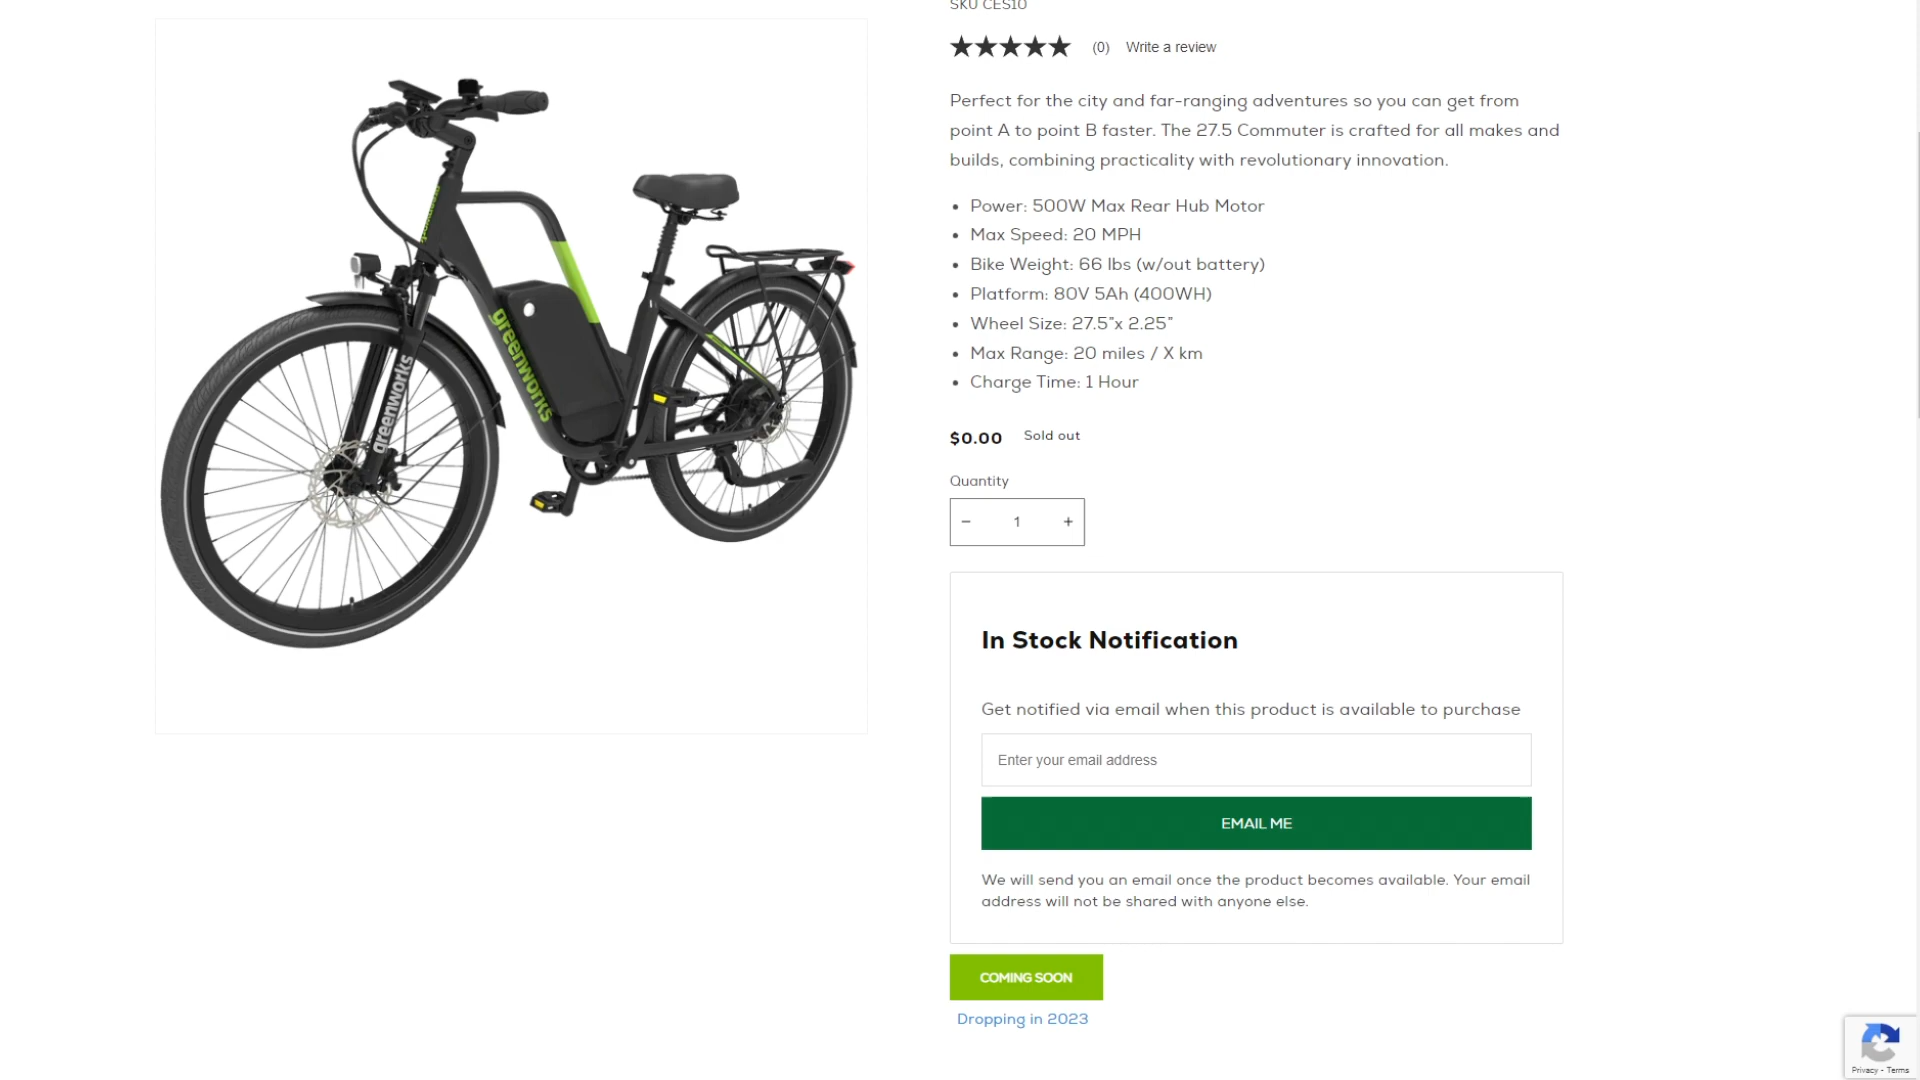 SKU CES10
(0) Write a review
Perfect for the city and far-ranging adventures so you can get from
point A to point B faster. The 27.5 Commuter is crafted for all makes and
builds, combining practicality with revolutionary innovation.
Power: 500W Max Rear Hub Motor
Max Speed: 20 MPH
Bike Weight: 66 lbs (w/out battery)
Platform: 80V 5Ah (400WH)
Wheel Size: 27.5”x 2.25”
Max Range: 20 miles / X km
Charge Time: 1 Hour
$0.00 Sold out
Quantity
− 1 +
In Stock Notification
Get notified via email when this product is available to purchase
Enter your email address
EMAIL ME
We will send you an email once the product becomes available. Your email
address will not be shared with anyone else.
COMING SOON
Dropping in 2023
greenworks
greenworks
Privacy - Terms